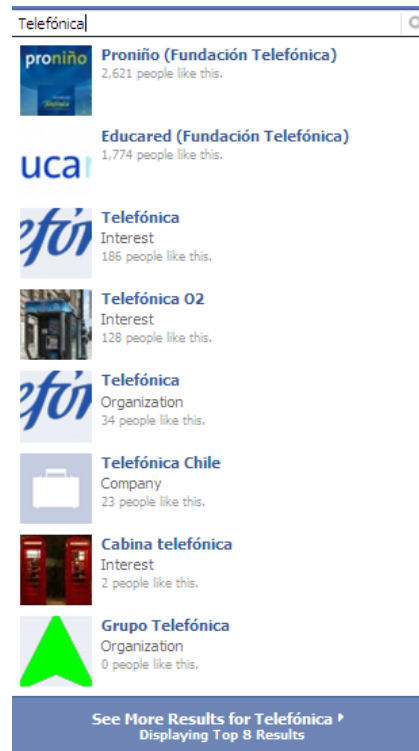 Telefónica
proniño
Proniño (Fundación Telefónica)
2,621 people like this.
Telefónica
Educared (Fundación Telefónica)
1,774 people like this.
uca
Telefónica
Interest
186 people like this.
efón
Telefónica O2
Interest
128 people like this.
Telefónica
Organization
34 people like this.
efón
Telefónica Chile
Company
23 people like this.
Cabina telefónica
Interest
2 people like this.
Grupo Telefónica
Organization
0 people like this.
See More Results for Telefónica
Displaying Top 8 Results